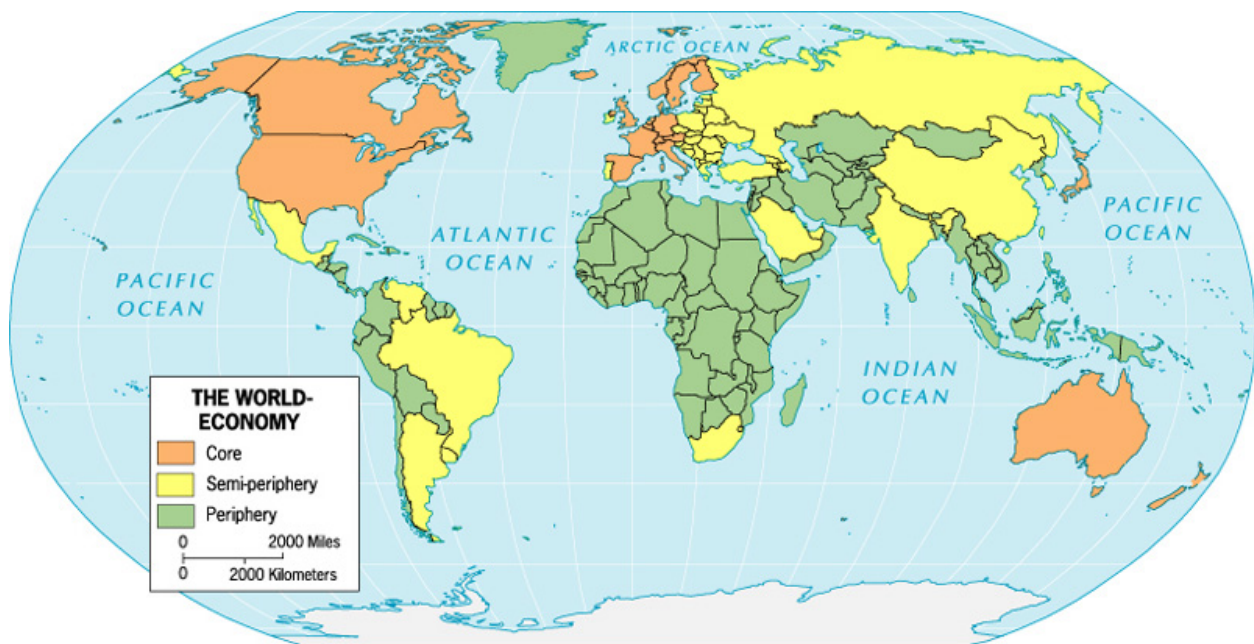 ARCTIC OCEAN
ATLANTIC
OCEAN
PACIFIC
OCEAN
PACIFIC
OCEAN
INDIAN
OCEAN
THE WORLD-
ECONOMY
Core
Semi-periphery
Periphery
0 2000 Miles
0 2000 Kilometers